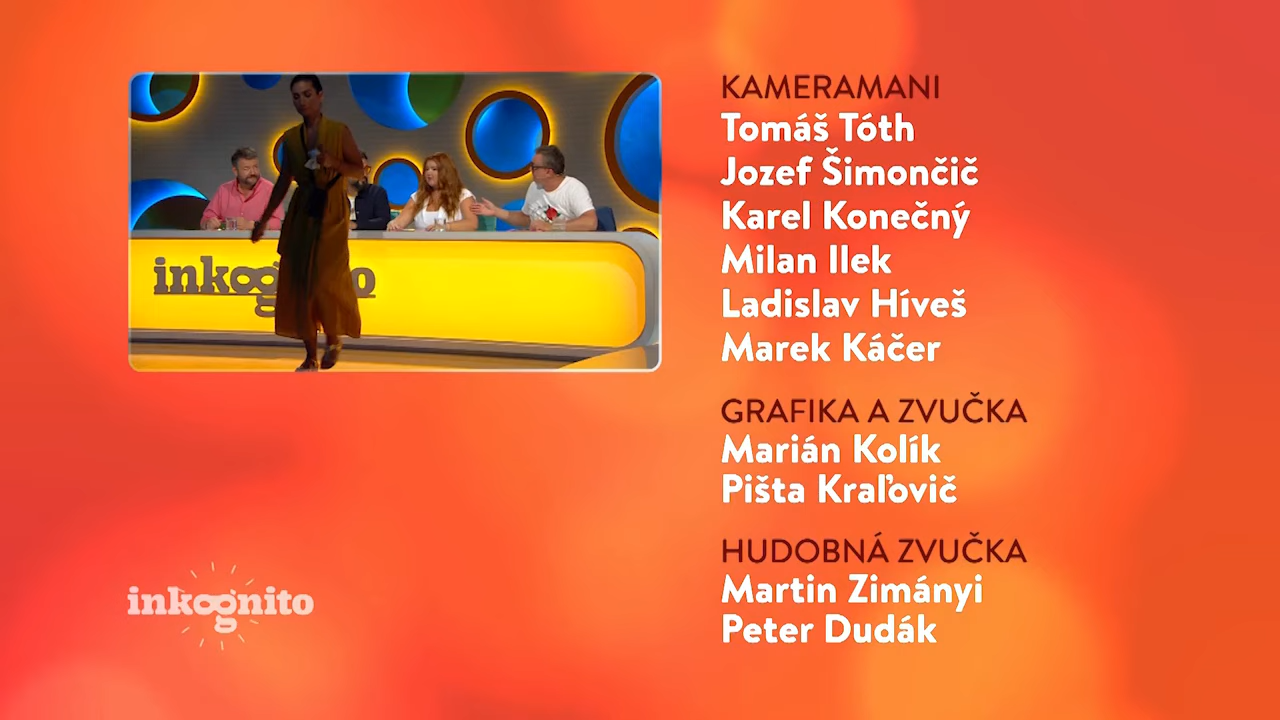 inkognito
KAMERAMANI
Tomáš Tóth
Jozef Šimončič
Karel Konečný
Milan Ilek
Ladislav Híveš
Marek Káčer
GRAFIKA A ZVUČKA
Marián Kolík
Pišta Kraľovič
HUDOBNÁ ZVUČKA
Martin Zimányi
Peter Dudák
inkognito